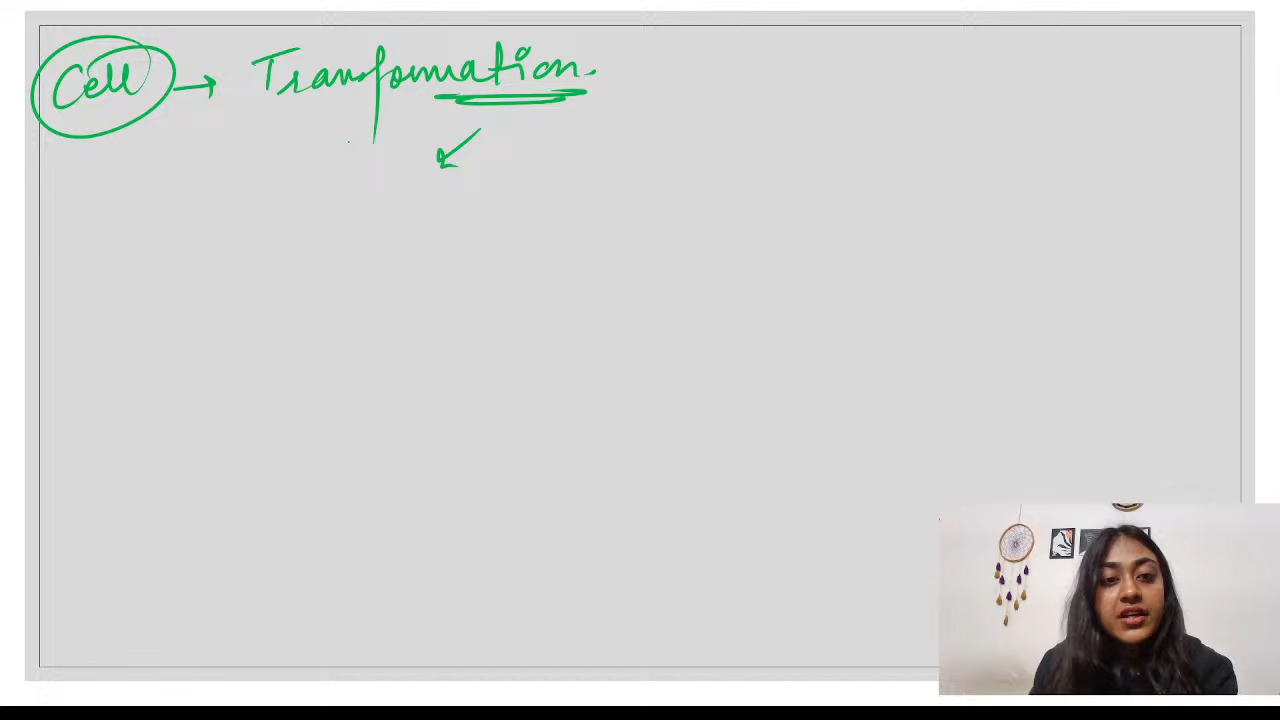 Cell → Transformation.